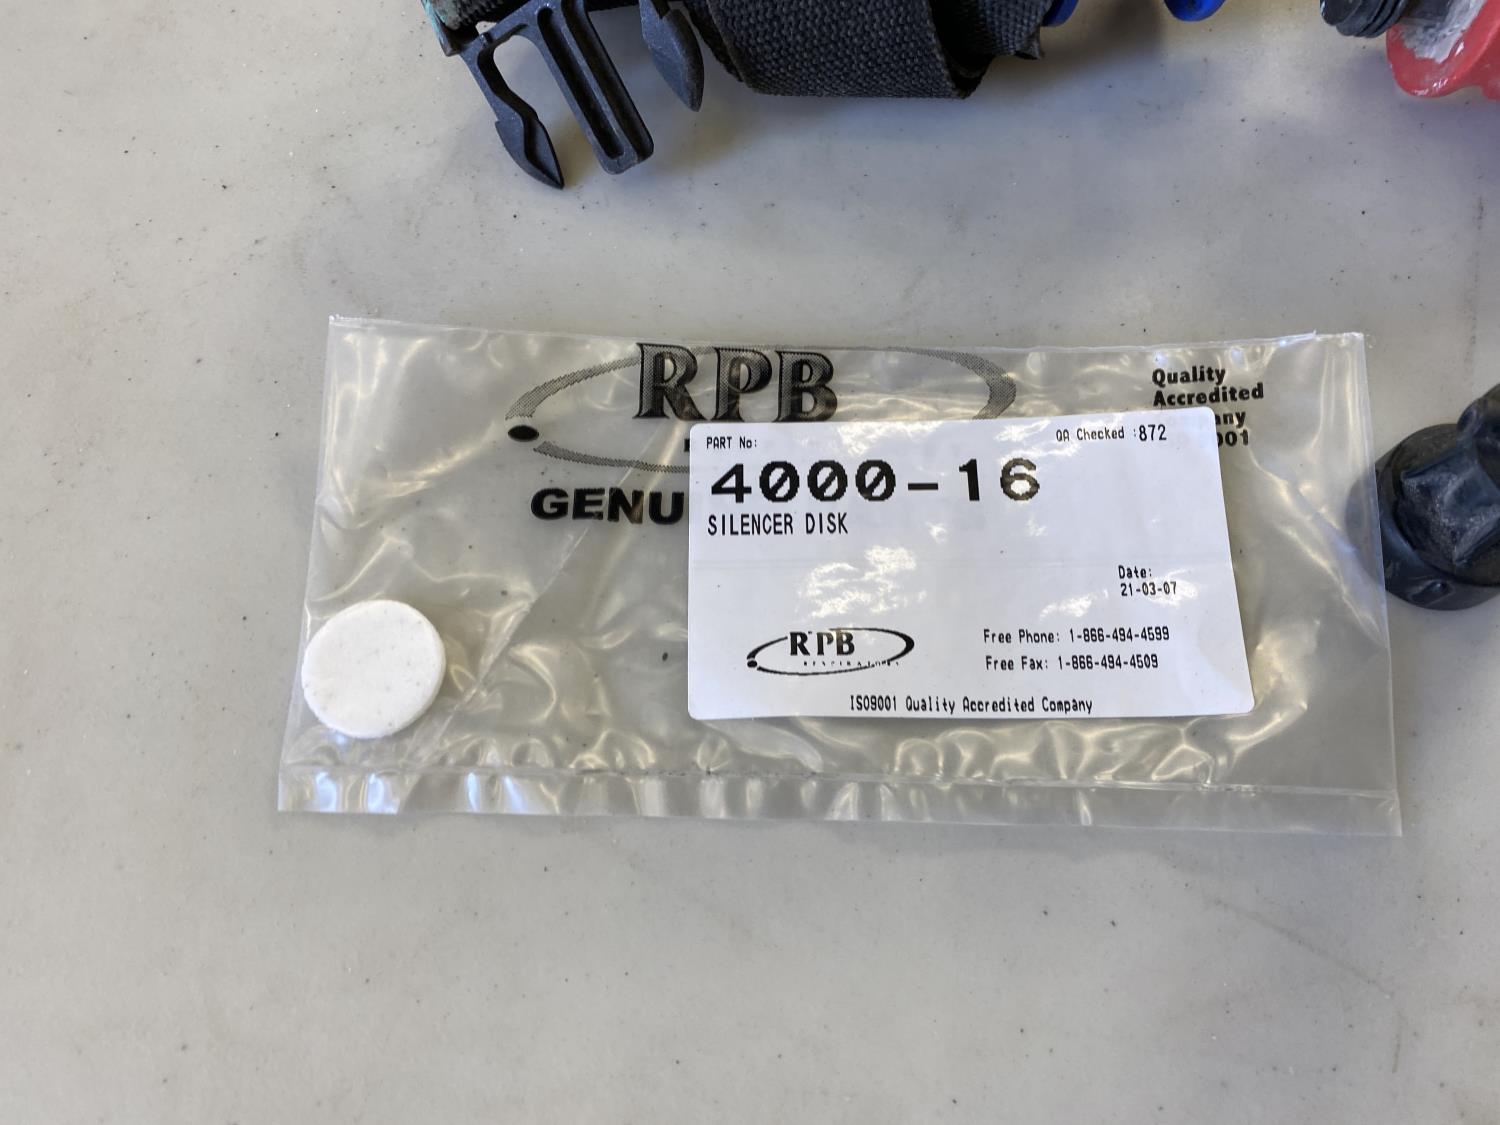 RPB
Quality
Accredited
GENU
PART No:
QA Checked :872
4000-16
SILENCER DISK
Date:
21-03-07
RPB
RESPIRATORY
Free Phone: 1-866-494-4599
Free Fax: 1-866-494-4509
ISO9001 Quality Accredited Company